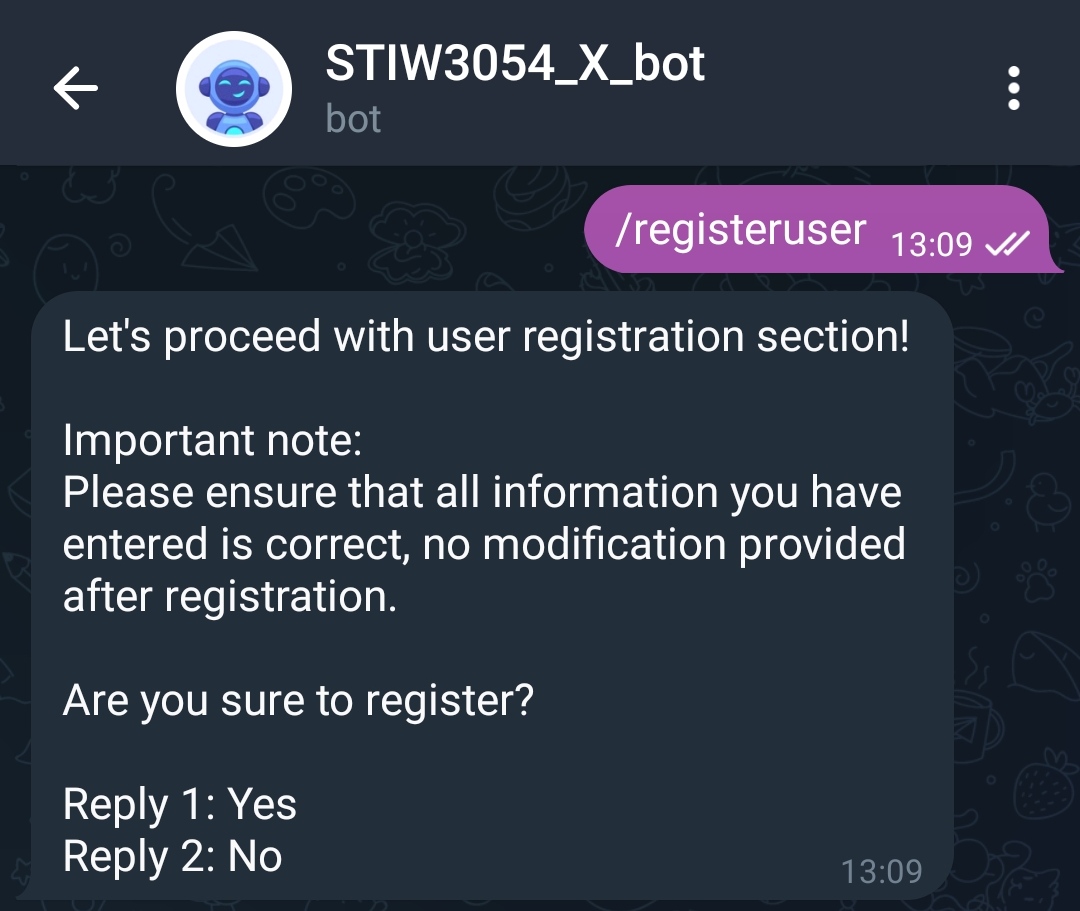 STIW3054_X_bot
bot
/registeruser 13:09
Let's proceed with user registration section!
Important note:
Please ensure that all information you have
entered is correct, no modification provided
after registration.
Are you sure to register?
Reply 1: Yes
Reply 2: No
13:09